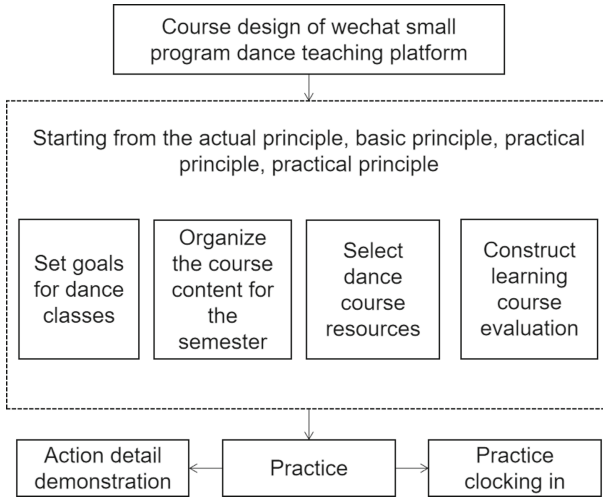 Course design of wechat small
program dance teaching platform
Starting from the actual principle, basic principle, practical
principle, practical principle
Set goals
for dance
classes
Organize
the course
content for
the
semester
Select
dance
course
resources
Construct
learning
course
evaluation
Action detail
demonstration
Practice
Practice
clocking in